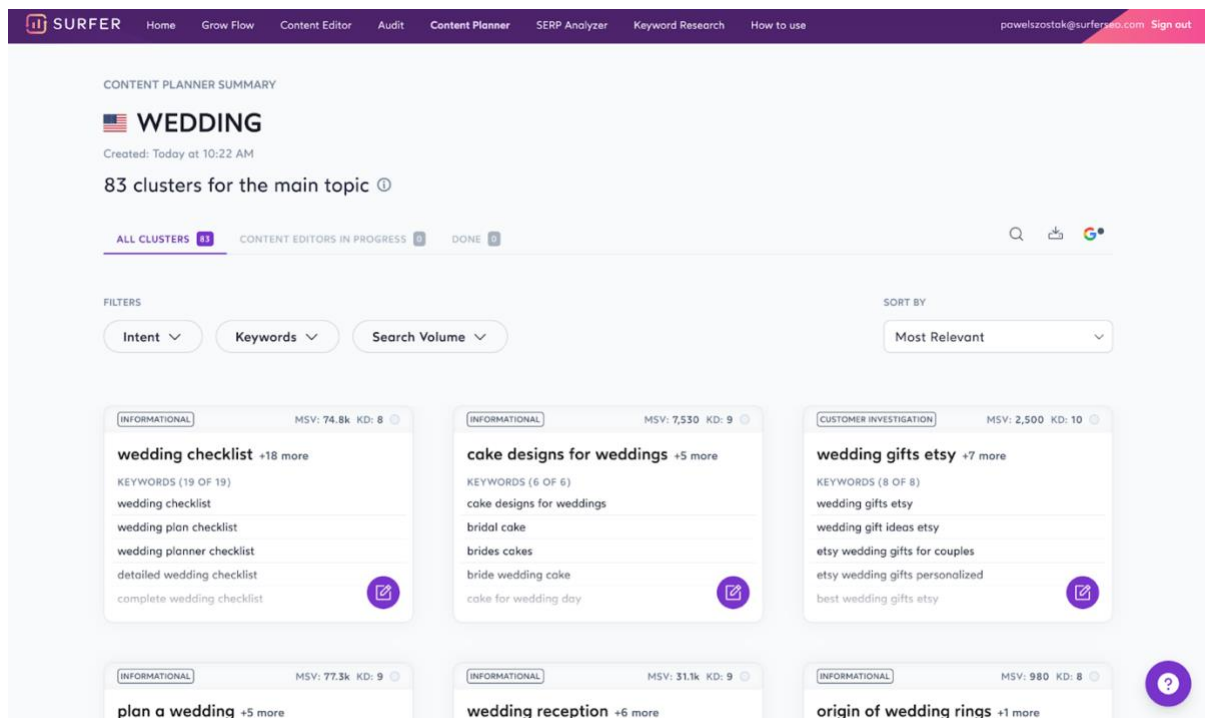 SURFER Home Grow Flow Content Editor Audit Content Planner SERP Analyzer Keyword Research How to use pawelszostak@surferseo.com Sign out
CONTENT PLANNER SUMMARY
WEDDING
Created: Today at 10:22 AM
83 clusters for the main topic
ALL CLUSTERS 83 CONTENT EDITORS IN PROGRESS 0 DONE 0
FILTERS
SORT BY
Intent Keywords Search Volume
Most Relevant
INFORMATIONAL MSV: 74.8k KD: 8
wedding checklist +18 more
KEYWORDS (19 OF 19)
wedding checklist
wedding plan checklist
wedding planner checklist
detailed wedding checklist
complete wedding checklist
INFORMATIONAL MSV: 7,530 KD: 9
cake designs for weddings +5 more
KEYWORDS (6 OF 6)
cake designs for weddings
bridal cake
brides cakes
bride wedding cake
cake for wedding day
CUSTOMER INVESTIGATION MSV: 2,500 KD: 10
wedding gifts etsy +7 more
KEYWORDS (8 OF 8)
wedding gifts etsy
wedding gift ideas etsy
etsy wedding gifts for couples
etsy wedding gifts personalized
best wedding gifts etsy
INFORMATIONAL MSV: 77.3k KD: 9
plan a wedding +5 more
INFORMATIONAL MSV: 31.1k KD: 9
wedding reception +6 more
INFORMATIONAL MSV: 980 KD: 8
origin of wedding rings +1 more
?